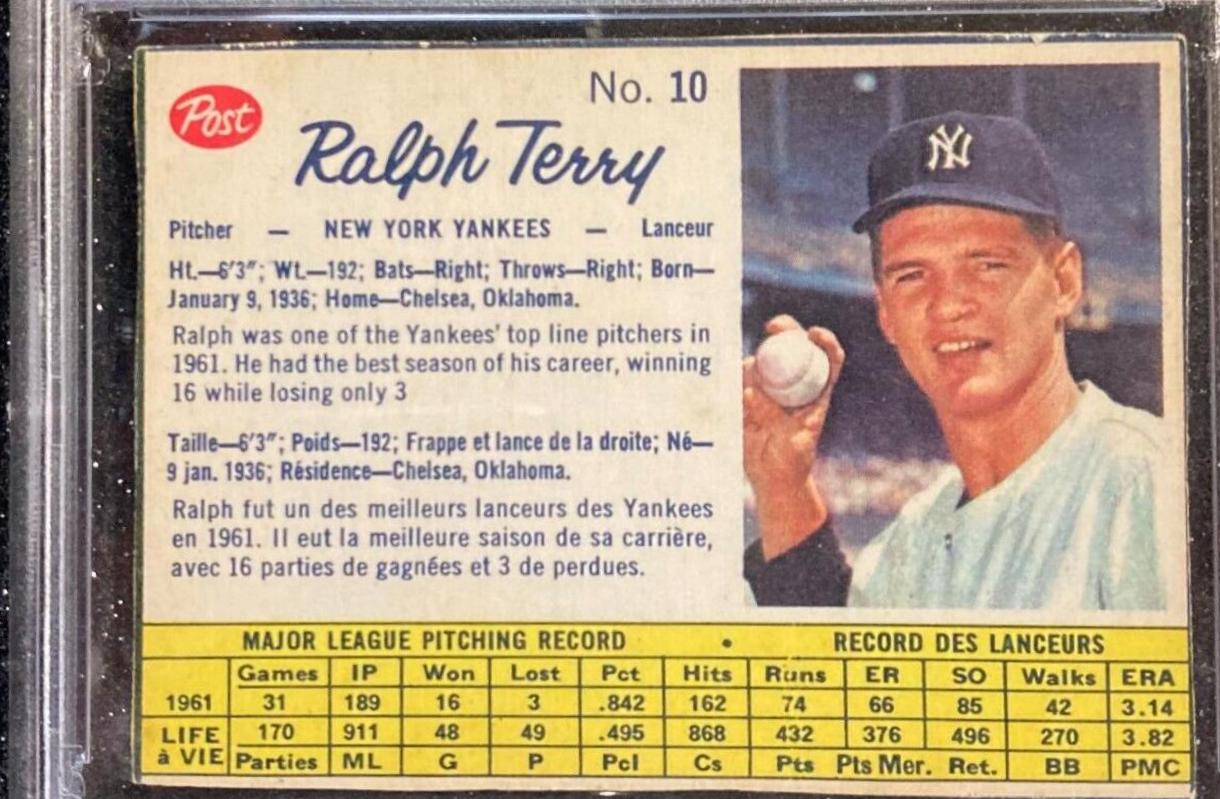 Post
No. 10
Ralph Terry
Pitcher — NEW YORK YANKEES — Lanceur
Ht.—6'3"; Wt.—192; Bats—Right; Throws—Right; Born—
January 9, 1936; Home—Chelsea, Oklahoma.
Ralph was one of the Yankees' top line pitchers in
1961. He had the best season of his career, winning
16 while losing only 3
Taille—6'3"; Poids—192; Frappe et lance de la droite; Né—
9 jan. 1936; Résidence—Chelsea, Oklahoma.
Ralph fut un des meilleurs lanceurs des Yankees
en 1961. Il eut la meilleure saison de sa carrière,
avec 16 parties de gagnées et 3 de perdues.
NY
MAJOR LEAGUE PITCHING RECORD • RECORD DES LANCEURS
Games IP Won Lost Pct Hits Runs ER SO Walks ERA
1961 31 189 16 3 .842 162 74 66 85 42 3.14
LIFE 170 911 48 49 .495 868 432 376 496 270 3.82
à VIE Parties ML G P Pcl Cs Pts Pts Mer. Ret. BB PMC